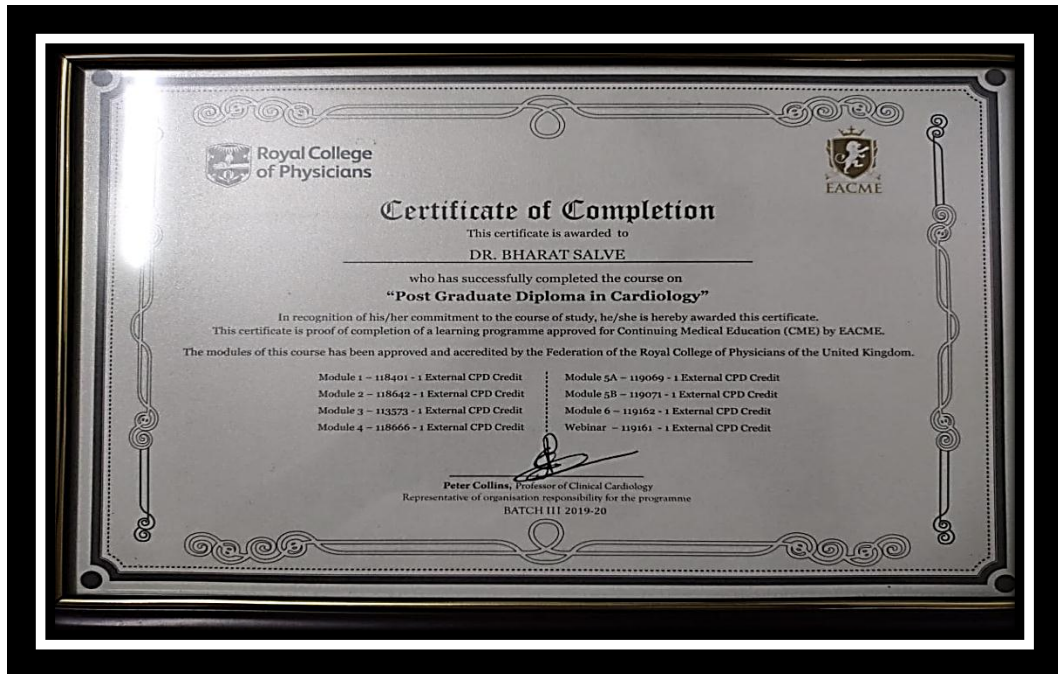 Royal College
of Physicians
EACME
Certificate of Completion
This certificate is awarded to
DR. BHARAT SALVE
who has successfully completed the course on
“Post Graduate Diploma in Cardiology”
In recognition of his/her commitment to the course of study, he/she is hereby awarded this certificate.
This certificate is proof of completion of a learning programme approved for Continuing Medical Education (CME) by EACME.
The modules of this course has been approved and accredited by the Federation of the Royal College of Physicians of the United Kingdom.
Module 1 – 118401 - 1 External CPD Credit
Module 2 – 118642 - 1 External CPD Credit
Module 3 – 113573 - 1 External CPD Credit
Module 4 – 118666 - 1 External CPD Credit
Module 5A – 119069 - 1 External CPD Credit
Module 5B – 119071 - 1 External CPD Credit
Module 6 – 119162 - 1 External CPD Credit
Webinar – 119161 - 1 External CPD Credit
Peter Collins, Professor of Clinical Cardiology
Representative of organisation responsibility for the programme
BATCH III 2019-20